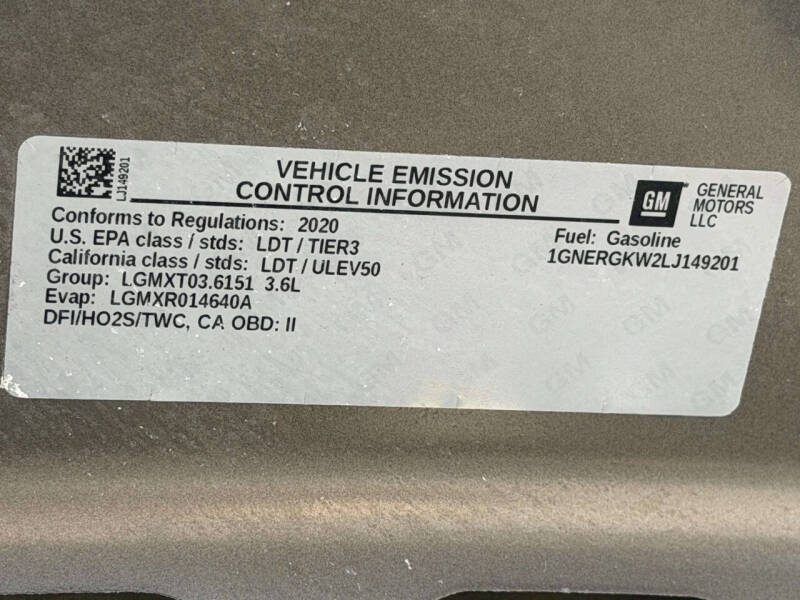 LJ149201
VEHICLE EMISSION
CONTROL INFORMATION
GM
GENERAL
MOTORS
LLC
Conforms to Regulations: 2020
U.S. EPA class / stds: LDT / TIER3
California class / stds: LDT / ULEV50
Group: LGMXT03.6151 3.6L
Evap: LGMXR014640A
DFI/HO2S/TWC, CA OBD: II
Fuel: Gasoline
1GNERGKW2LJ149201